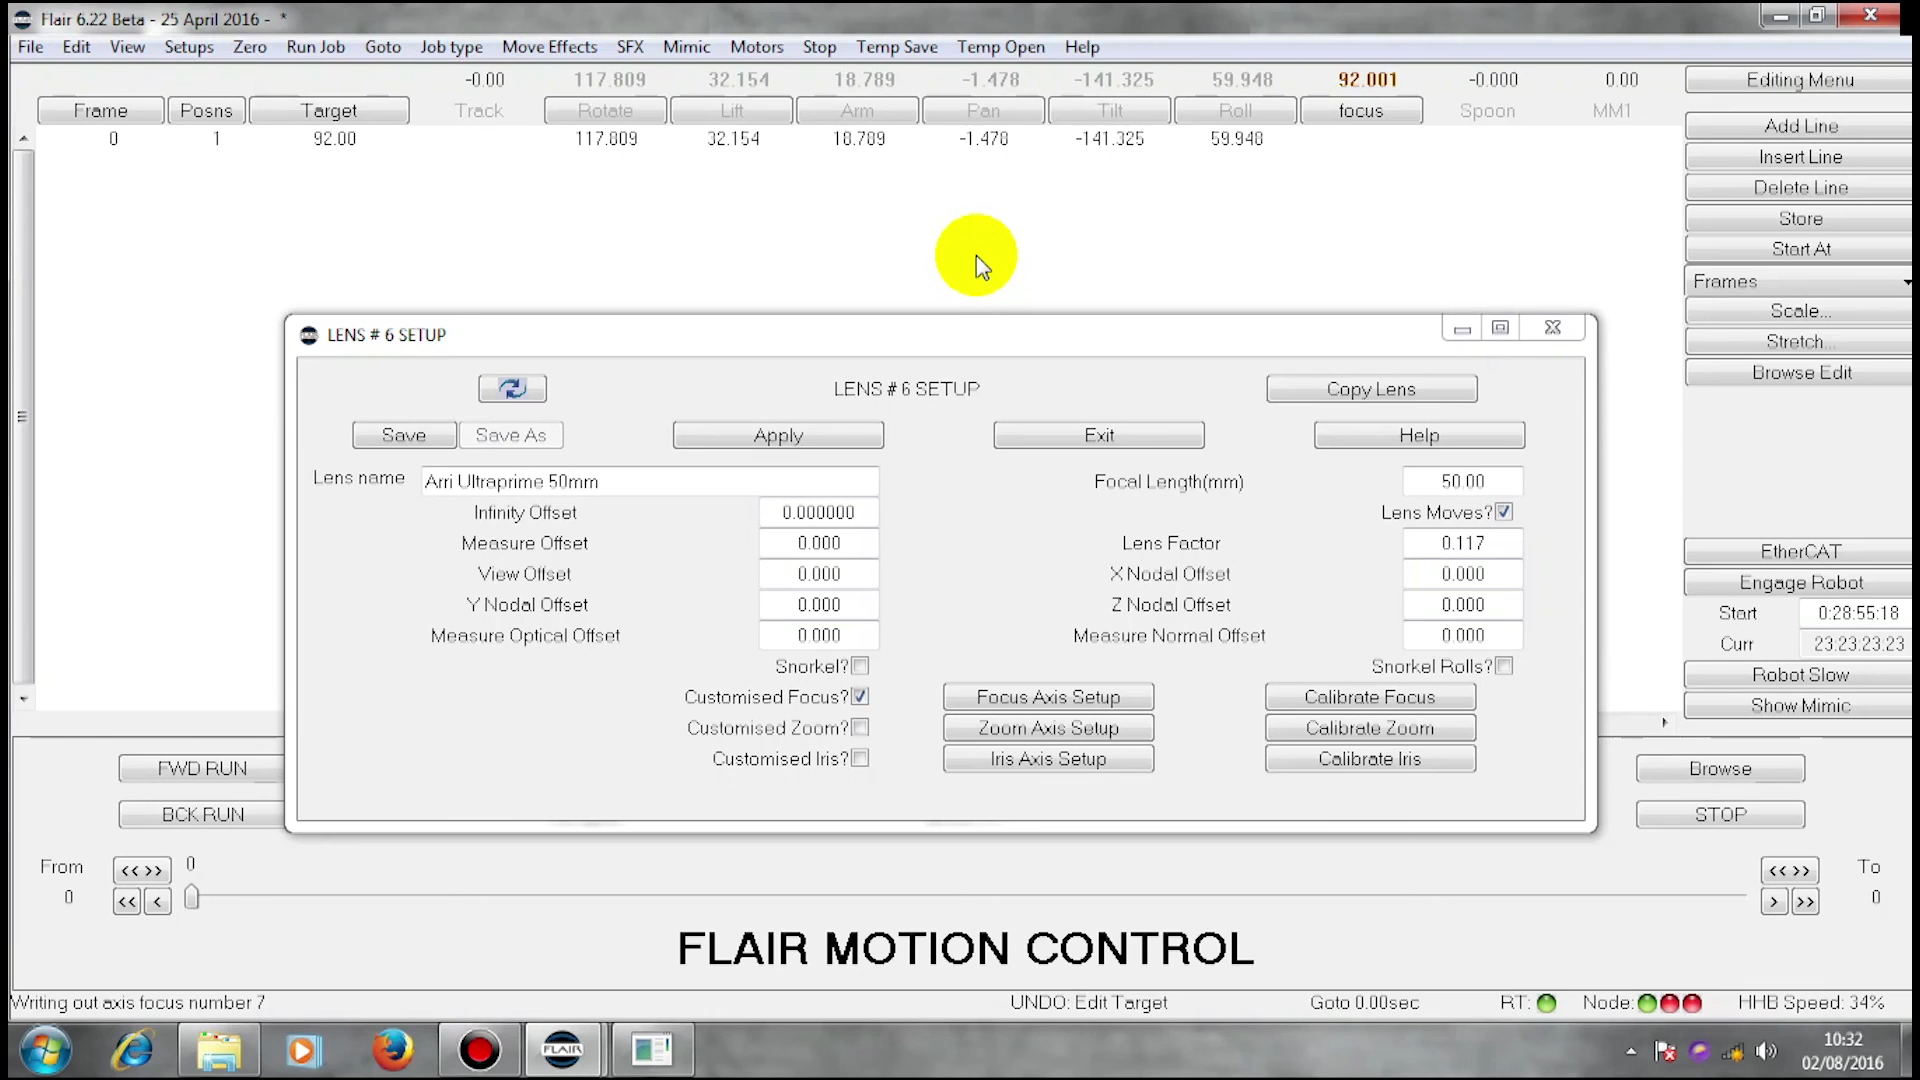 Flair 6.22 Beta - 25 April 2016 - *
File Edit View Setups Zero Run Job Goto Job type Move Effects SFX Mimic Motors Stop Temp Save Temp Open Help
-0.00 117.809 32.154 18.789 -1.478 -141.325 59.948 92.001 -0.000 0.00
Frame Posns Target Track Rotate Lift Arm Pan Tilt Roll focus Spoon MM1
0 1 92.00 117.809 32.154 18.789 -1.478 -141.325 59.948
Editing Menu
Add Line
Insert Line
Delete Line
Store
Start At
Frames
Scale...
Stretch...
Browse Edit
EtherCAT
Engage Robot
Start 0:28:55:18
Curr 23:23:23:23
Robot Slow
Show Mimic
LENS # 6 SETUP
LENS # 6 SETUP Copy Lens
Save Save As Apply Exit Help
Lens name Arri Ultraprime 50mm Focal Length(mm) 50.00
Infinity Offset 0.000000 Lens Moves?
Measure Offset 0.000 Lens Factor 0.117
View Offset 0.000 X Nodal Offset 0.000
Y Nodal Offset 0.000 Z Nodal Offset 0.000
Measure Optical Offset 0.000 Measure Normal Offset 0.000
Snorkel? Snorkel Rolls?
Customised Focus? Focus Axis Setup Calibrate Focus
Customised Zoom? Zoom Axis Setup Calibrate Zoom
Customised Iris? Iris Axis Setup Calibrate Iris
FWD RUN Browse
BCK RUN STOP
From << >> 0 << >> To
0 << < > >> 0
FLAIR MOTION CONTROL
Writing out axis focus number 7 UNDO: Edit Target Goto 0.00sec RT: Node: HHB Speed: 34%
FLAIR
10:32
02/08/2016